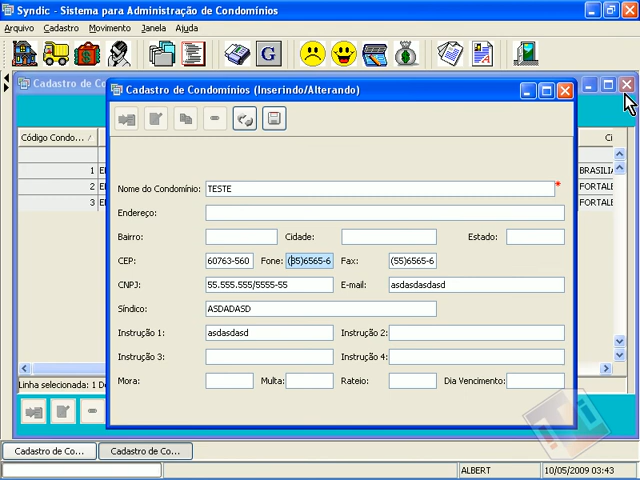 Syndic - Sistema para Administração de Condomínios
Arquivo Cadastro Movimento Janela Ajuda
G
Cadastro de Co
Cadastro de Condomínios (Inserindo/Alterando)
Código Condo... Ci
1 E BRASILIA
2 E FORTALE
3 E FORTALE
Nome do Condomínio: TESTE *
Endereço:
Bairro: Cidade: Estado:
CEP: 60763-560 Fone: (85)6565-6 Fax: (55)6565-6
CNPJ: 55.555.555/5555-55 E-mail: asdasdasdasd
Síndico: ASDADASD
Instrução 1: asdasdasd Instrução 2:
Instrução 3: Instrução 4:
Mora: Multa: Rateio: Dia Vencimento:
Linha selecionada: 1 De
Cadastro de Co... Cadastro de Co...
ALBERT 10/05/2009 03:43